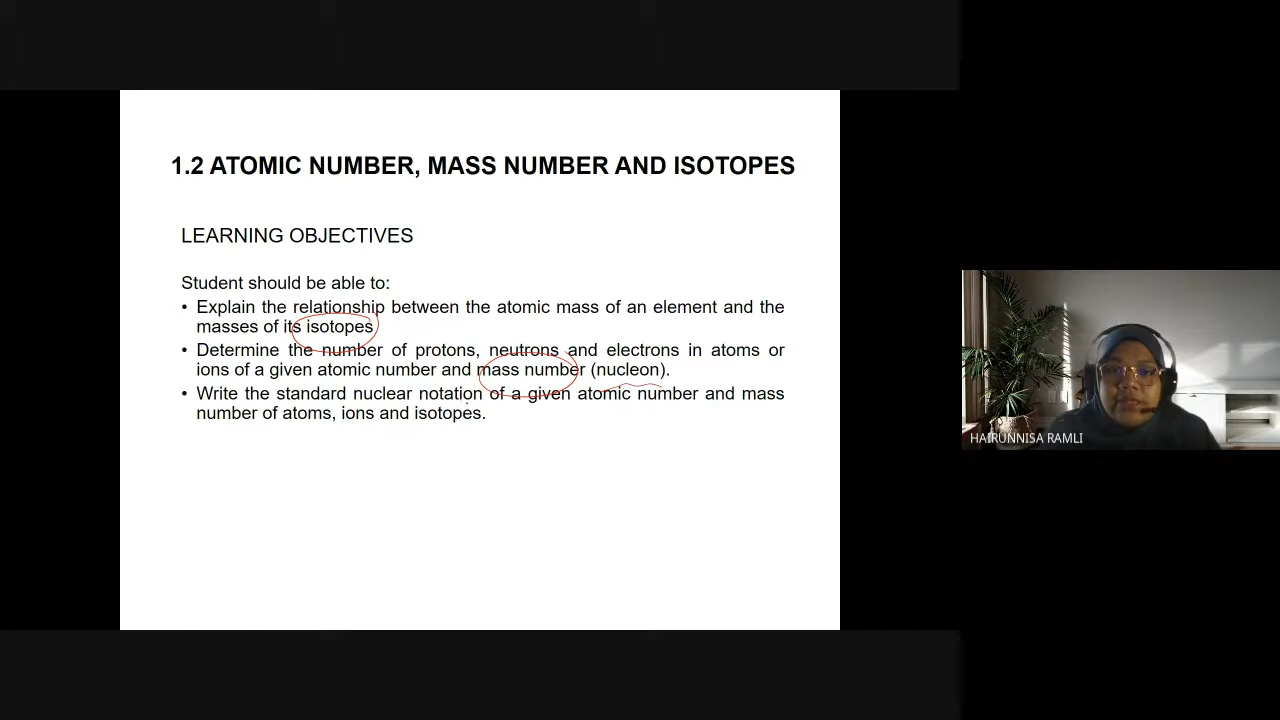 1.2 ATOMIC NUMBER, MASS NUMBER AND ISOTOPES
LEARNING OBJECTIVES
Student should be able to:
• Explain the relationship between the atomic mass of an element and the
masses of its isotopes
• Determine the number of protons, neutrons and electrons in atoms or
ions of a given atomic number and mass number (nucleon).
• Write the standard nuclear notation of a given atomic number and mass
number of atoms, ions and isotopes.
HAIRUNNISA RAMLI